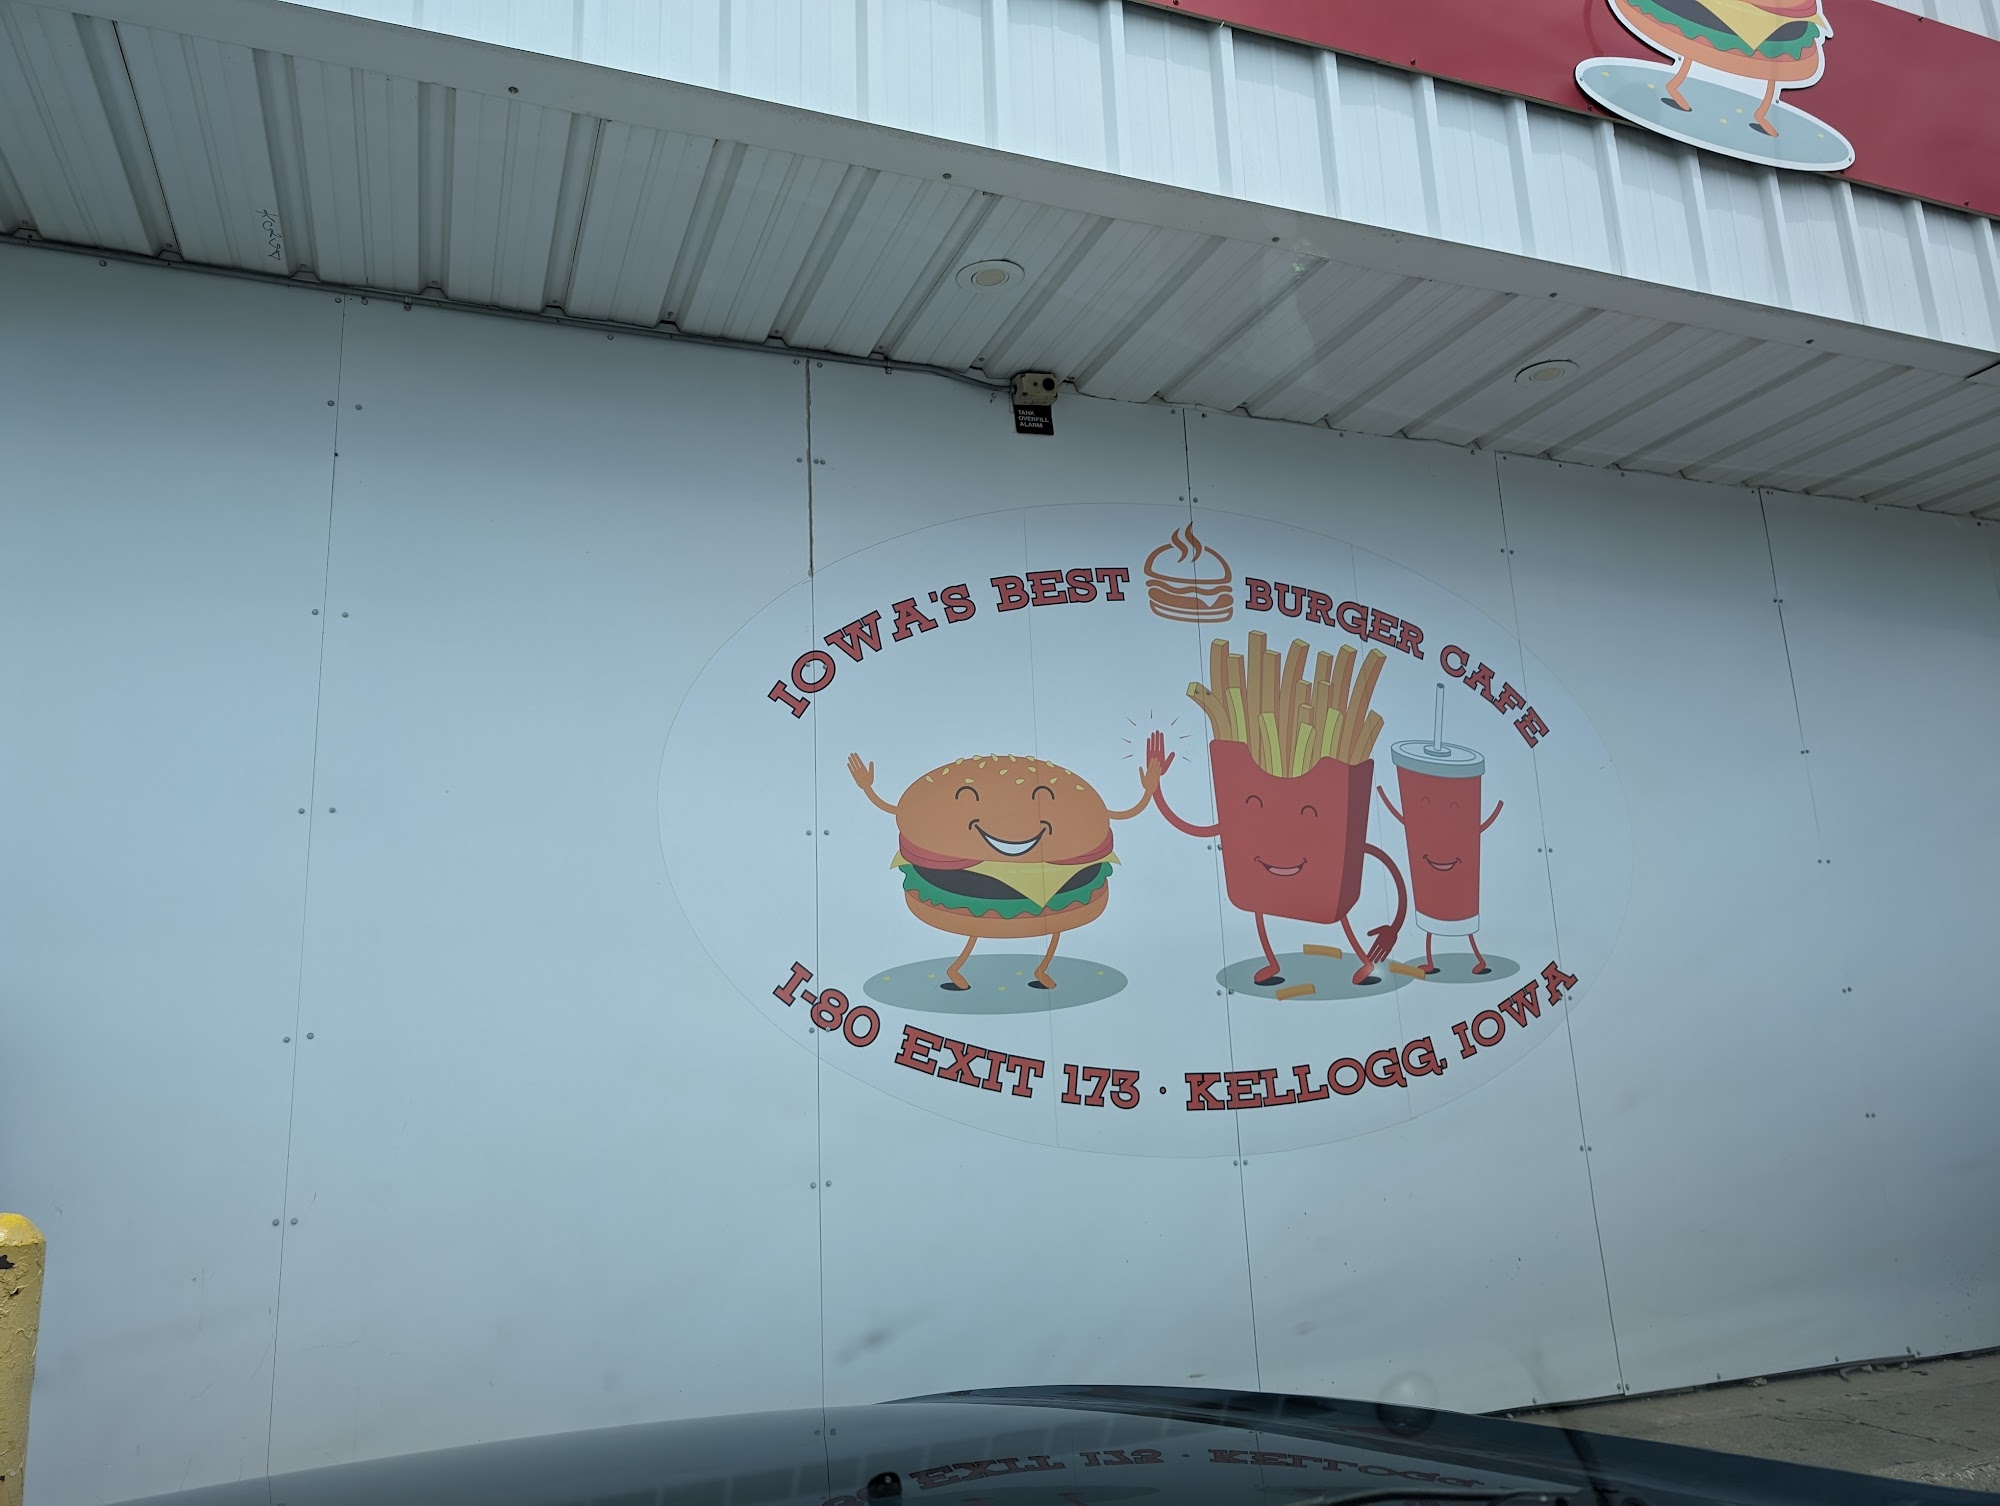 TANK
OVERFILL
ALARM
IOWA'S BEST BURGER CAFE
I-80 EXIT 173 · KELLOGG, IOWA